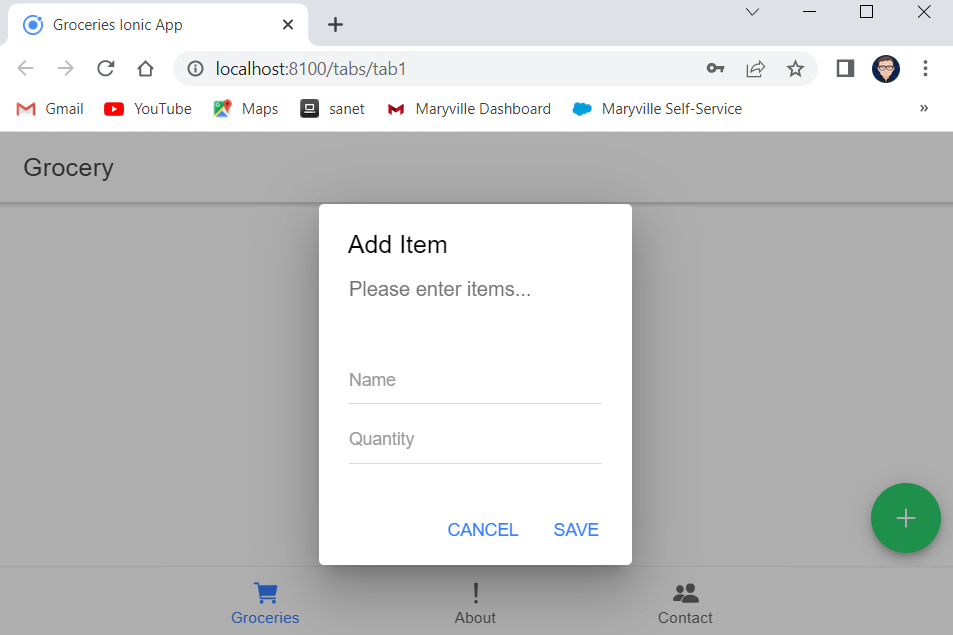 Groceries Ionic App
localhost:8100/tabs/tab1
Gmail YouTube Maps sanet Maryville Dashboard Maryville Self-Service »
Grocery
Add Item
Please enter items...
Name
Quantity
CANCEL SAVE
Groceries About Contact